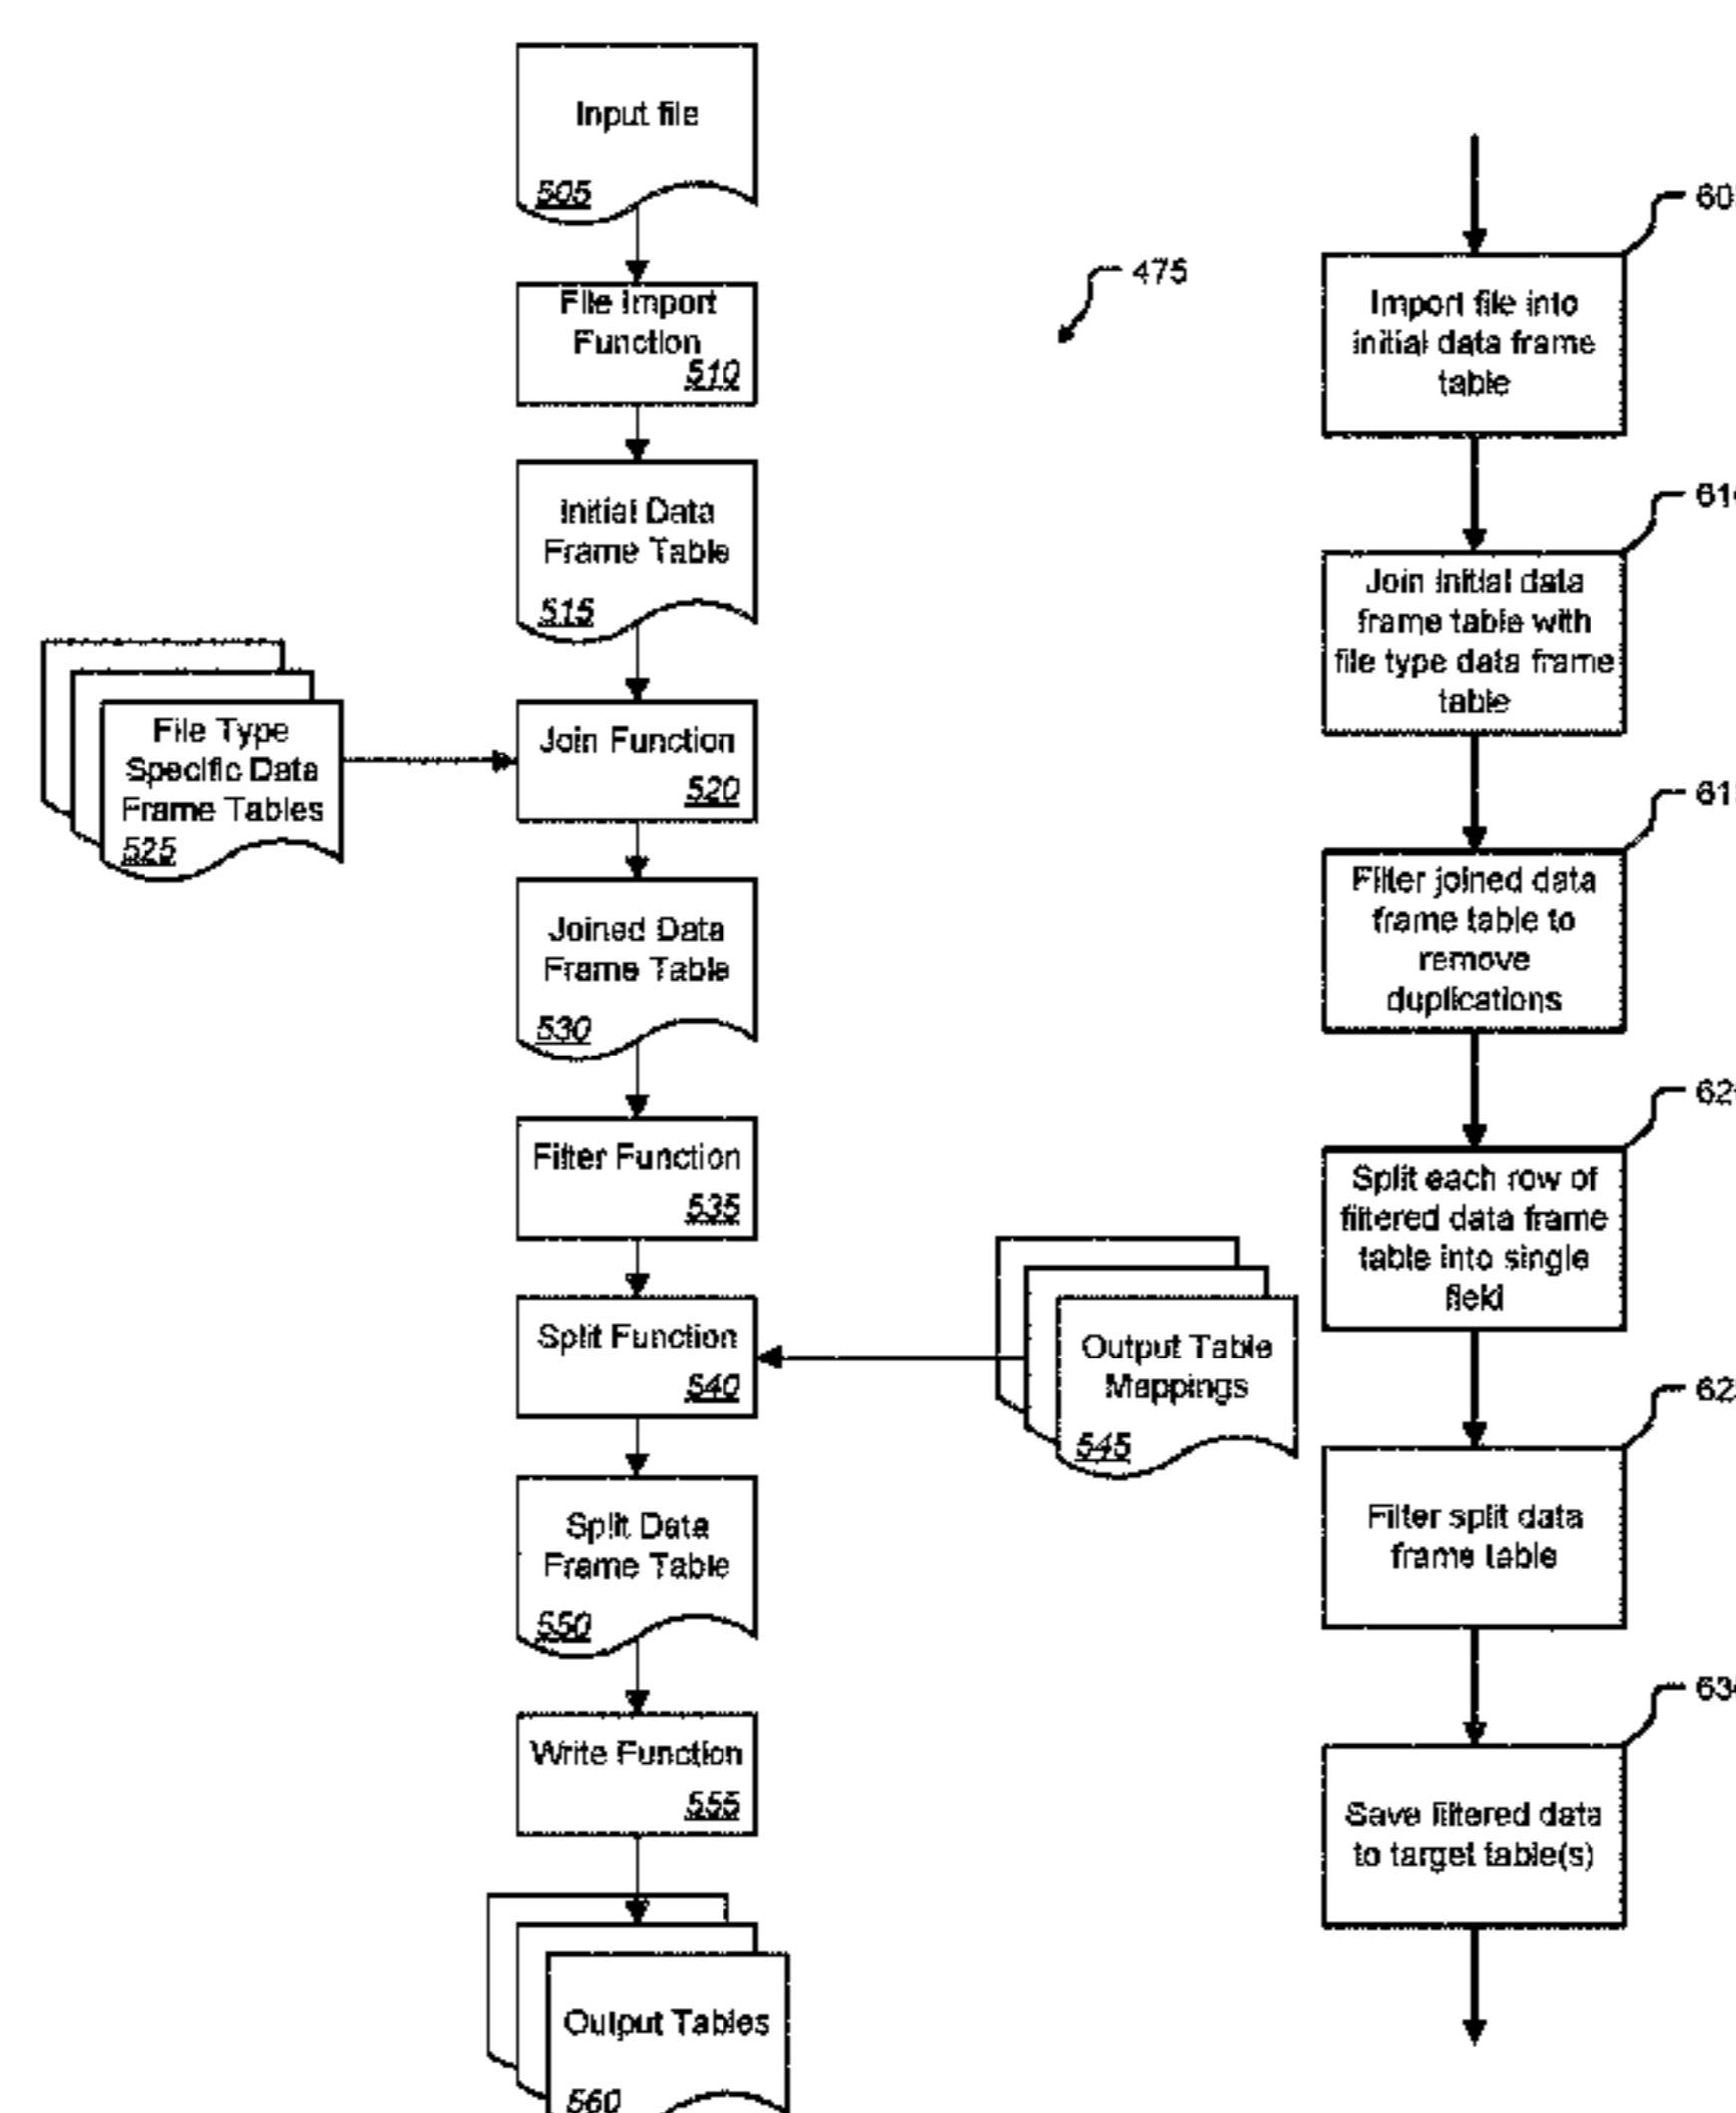 Input file
505
File Import
Function
510
Initial Data
Frame Table
515
File Type
Specific Data
Frame Tables
525
Join Function
520
Joined Data
Frame Table
530
Filter Function
535
Split Function
540
Output Table
Mappings
545
Split Data
Frame Table
550
Write Function
555
Output Tables
560
475
Import file into
initial data frame
table
Join initial data
frame table with
file type data frame
table
Filter joined data
frame table to
remove
duplications
Split each row of
filtered data frame
table into single
field
Filter split data
frame table
Save filtered data
to target table(s)